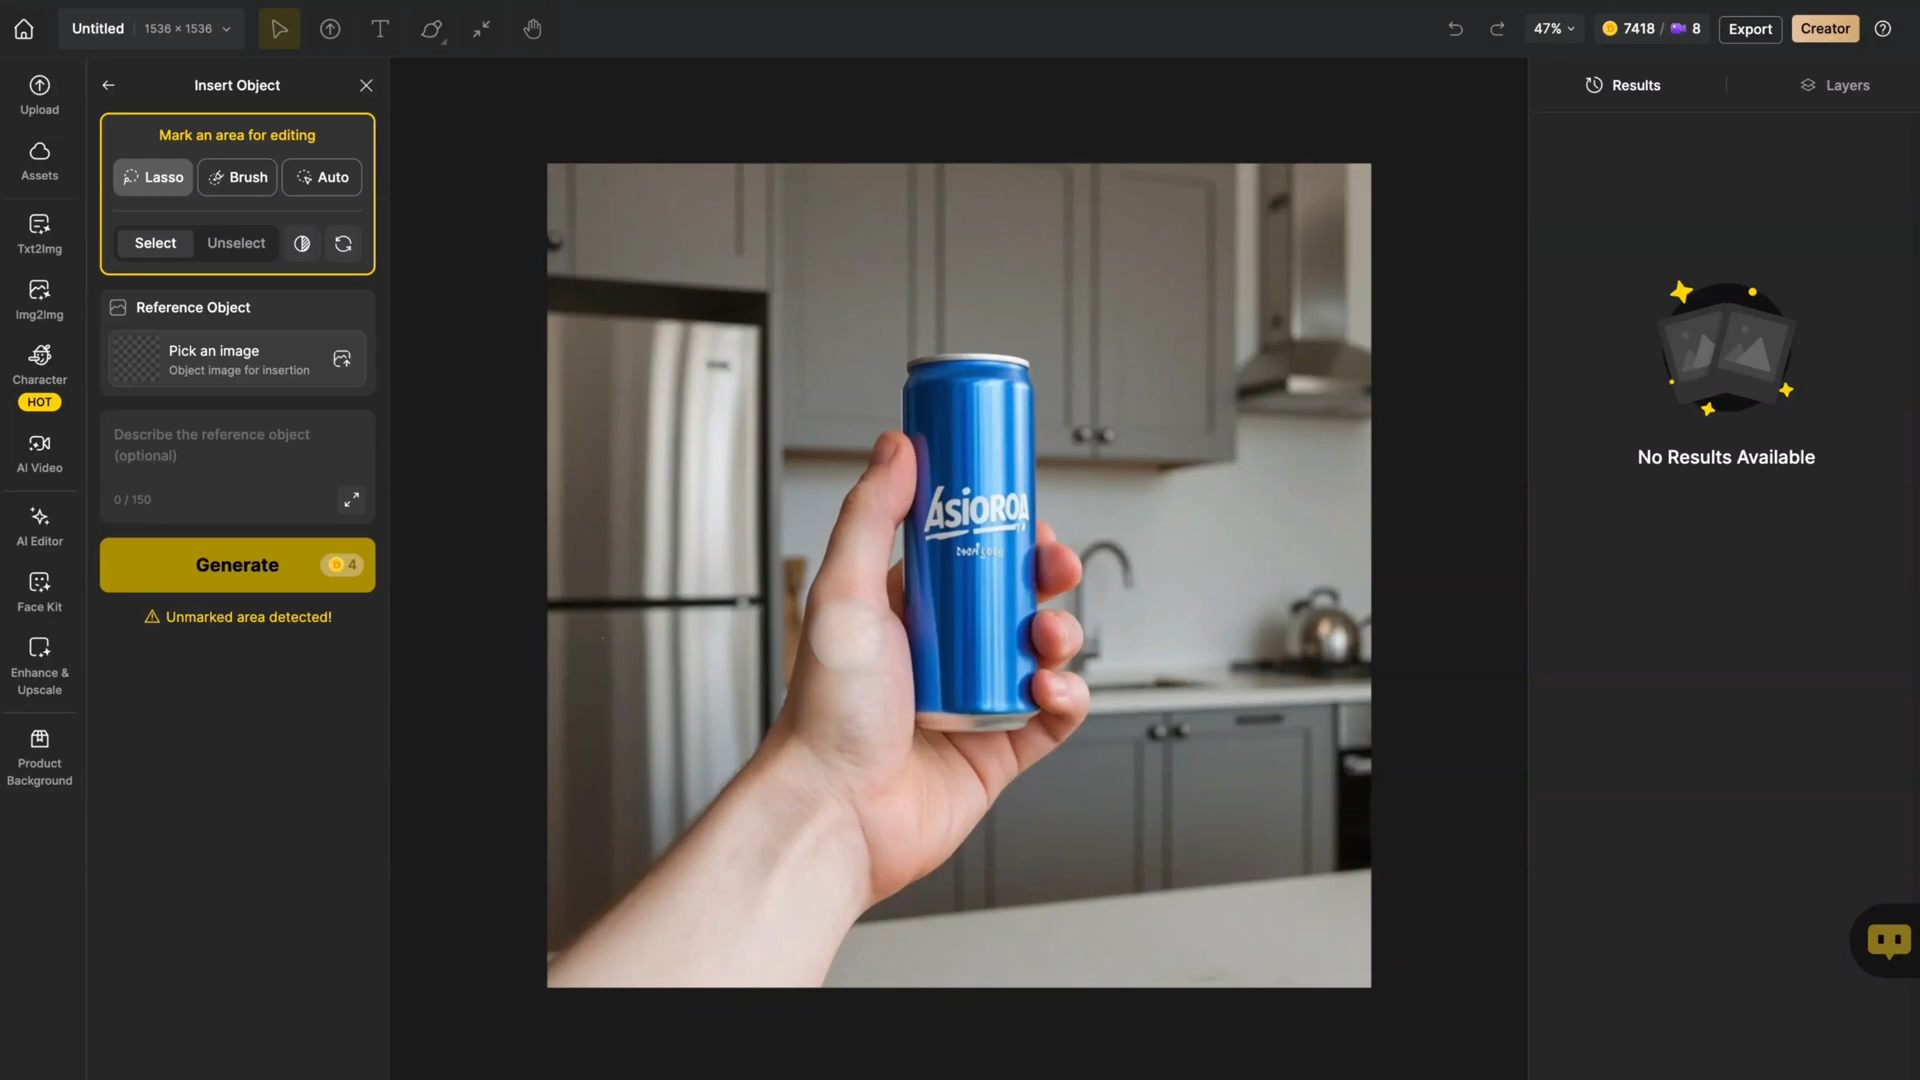 Untitled 1536 × 1536 47% 7418 / 8 Export Creator
Upload
Assets
Txt2Img
Img2Img
Character
HOT
AI Video
AI Editor
Face Kit
Enhance &
Upscale
Product
Background
Insert Object
Mark an area for editing
Lasso Brush Auto
Select Unselect
Reference Object
Pick an image
Object image for insertion
Describe the reference object
(optional)
0 / 150
Generate 4
Unmarked area detected!
ASiOROA
Results Layers
No Results Available